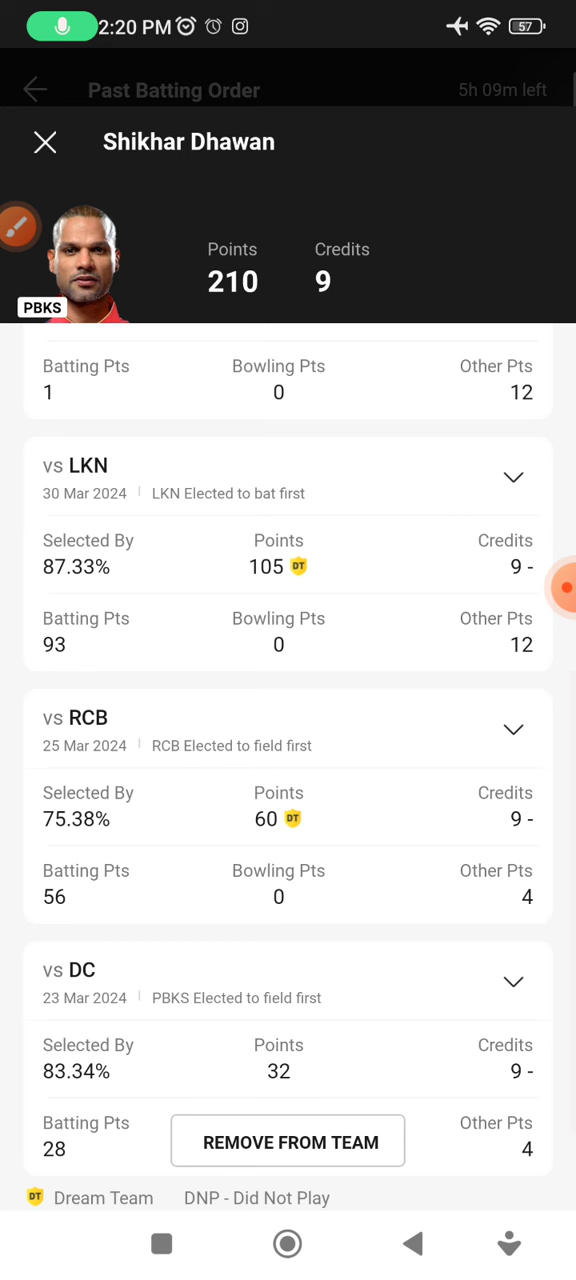 2:20 PM
57
Past Batting Order 5h 09m left
Shikhar Dhawan
Points Credits
210 9
PBKS
Batting Pts Bowling Pts Other Pts
1 0 12
vs LKN
30 Mar 2024 LKN Elected to bat first
Selected By Points Credits
87.33% 105 DT 9 -
Batting Pts Bowling Pts Other Pts
93 0 12
vs RCB
25 Mar 2024 RCB Elected to field first
Selected By Points Credits
75.38% 60 DT 9 -
Batting Pts Bowling Pts Other Pts
56 0 4
vs DC
23 Mar 2024 PBKS Elected to field first
Selected By Points Credits
83.34% 32 9 -
Batting Pts Other Pts
28 REMOVE FROM TEAM 4
DT Dream Team DNP - Did Not Play